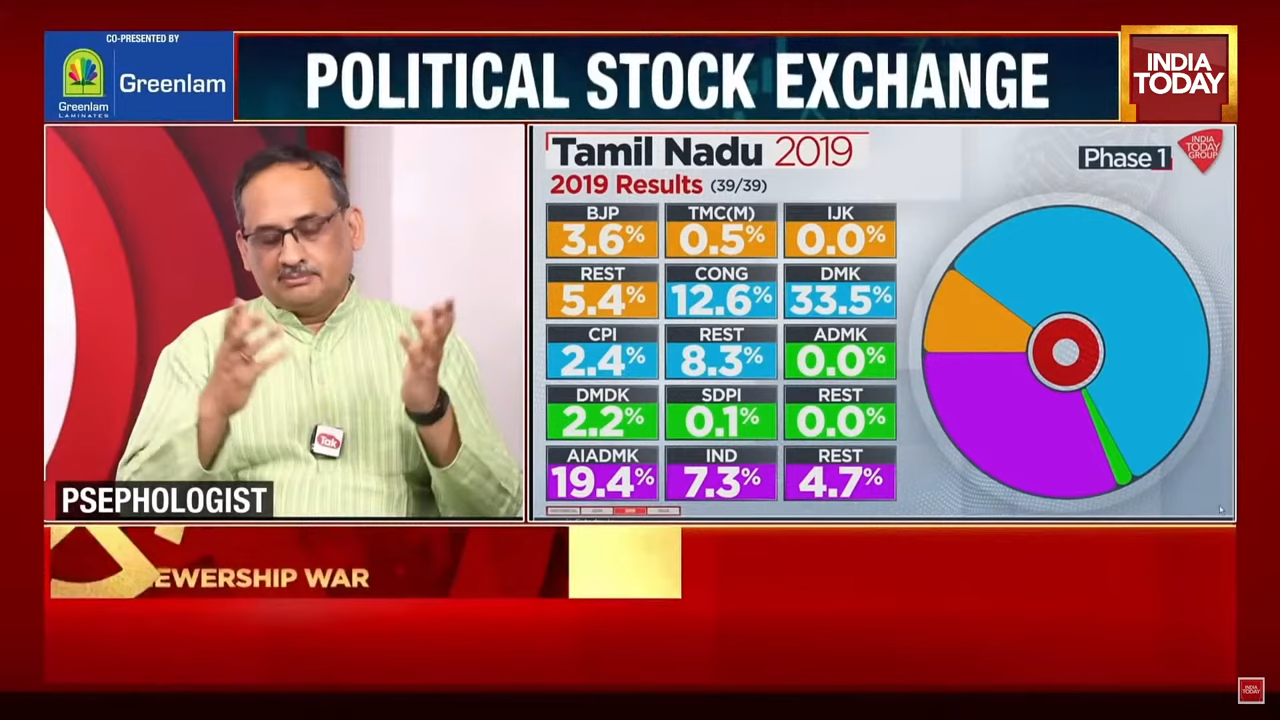 CO-PRESENTED BY
Greenlam
LAMINATES
Greenlam
POLITICAL STOCK EXCHANGE
INDIA
TODAY
Tamil Nadu 2019
2019 Results (39/39)
Phase 1
INDIA
TODAY
GROUP
BJP TMC(M) IJK
3.6% 0.5% 0.0%
REST CONG DMK
5.4% 12.6% 33.5%
CPI REST ADMK
2.4% 8.3% 0.0%
DMDK SDPI REST
2.2% 0.1% 0.0%
AIADMK IND REST
19.4% 7.3% 4.7%
Tak
PSEPHOLOGIST
EWERSHIP WAR
INDIA
TODAY